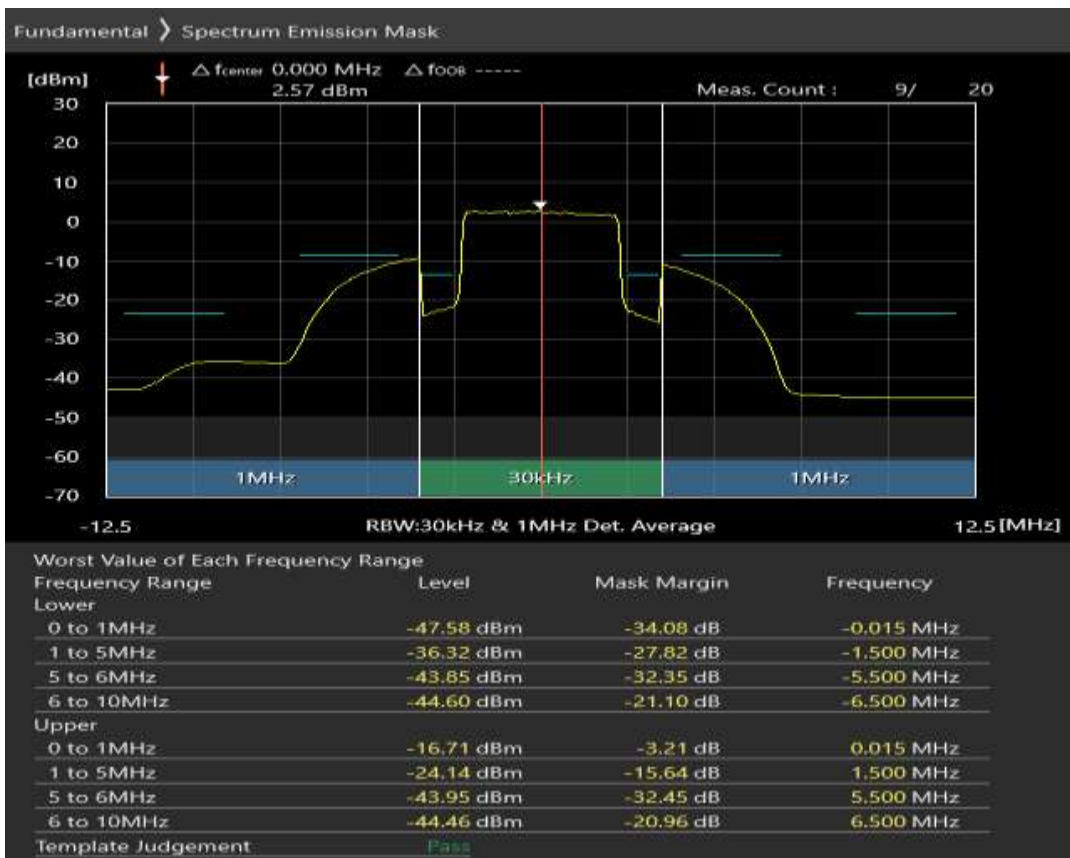 Fundamental ❯ Spectrum Emission Mask
[dBm] △ fcenter 0.000 MHz △ fOOB -----
2.57 dBm Meas. Count : 9/ 20
30
20
10
0
-10
-20
-30
-40
-50
-60
-70
1MHz 30kHz 1MHz
-12.5 RBW:30kHz & 1MHz Det. Average 12.5 [MHz]
Worst Value of Each Frequency Range
Frequency Range Level Mask Margin Frequency
Lower
0 to 1MHz -47.58 dBm -34.08 dB -0.015 MHz
1 to 5MHz -36.32 dBm -27.82 dB -1.500 MHz
5 to 6MHz -43.85 dBm -32.35 dB -5.500 MHz
6 to 10MHz -44.60 dBm -21.10 dB -6.500 MHz
Upper
0 to 1MHz -16.71 dBm -3.21 dB 0.015 MHz
1 to 5MHz -24.14 dBm -15.64 dB 1.500 MHz
5 to 6MHz -43.95 dBm -32.45 dB 5.500 MHz
6 to 10MHz -44.46 dBm -20.96 dB 6.500 MHz
Template Judgement Pass